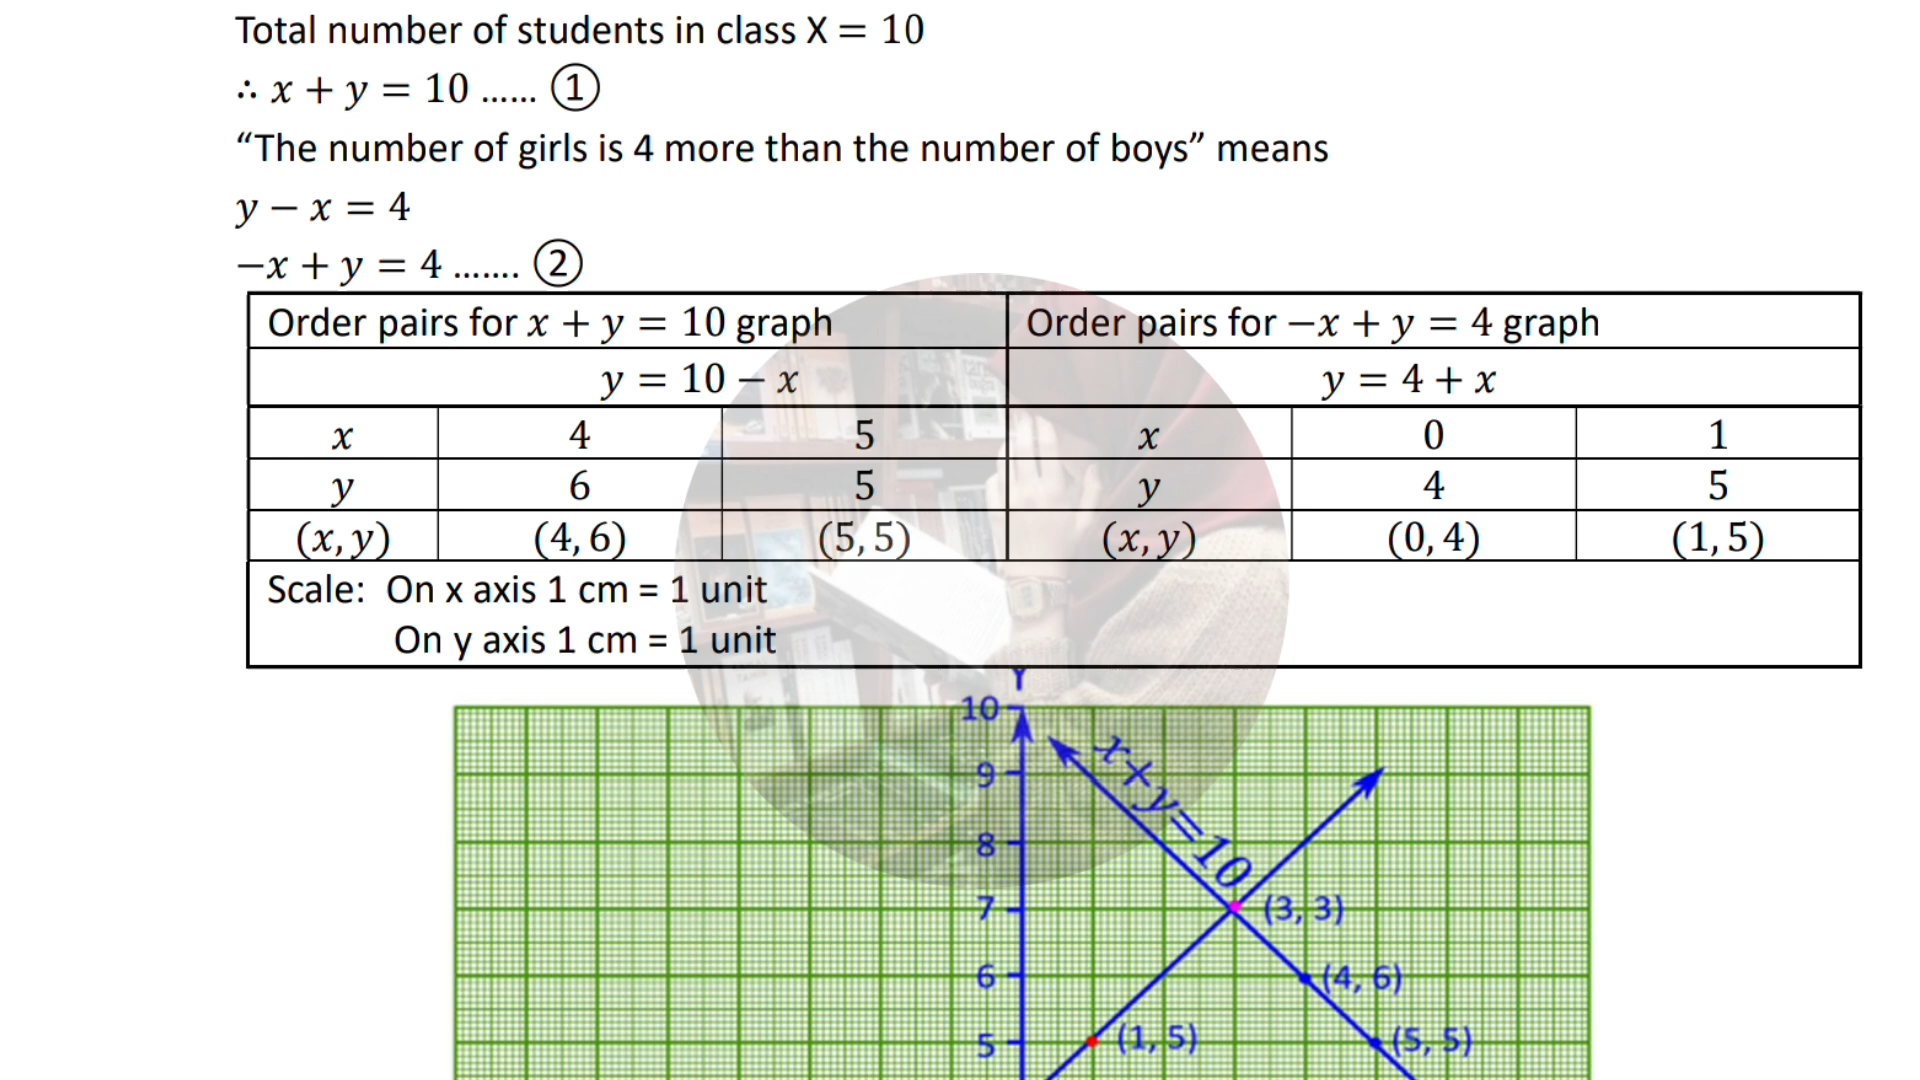 Total number of students in class X = 10
∴ x + y = 10 ...... ①
“The number of girls is 4 more than the number of boys” means
y − x = 4
−x + y = 4 ....... ②
Order pairs for x + y = 10 graph Order pairs for −x + y = 4 graph
y = 10 − x y = 4 + x
x 4 5 x 0 1
y 6 5 y 4 5
(x, y) (4, 6) (5, 5) (x, y) (0, 4) (1, 5)
Scale: On x axis 1 cm = 1 unit
On y axis 1 cm = 1 unit
Y
10
x+y=10
9
8
7 (3, 3)
6 (4, 6)
5 (1, 5) (5, 5)